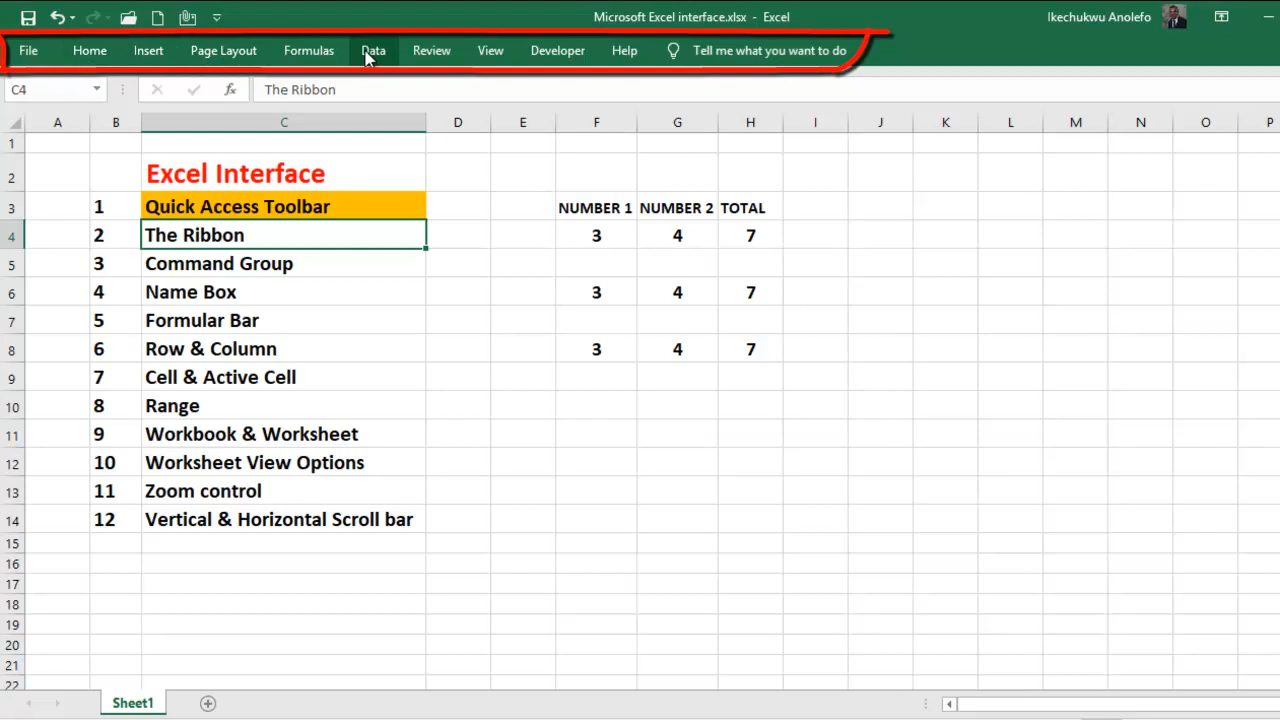 Microsoft Excel interface.xlsx - Excel
Ikechukwu Anolefo
File Home Insert Page Layout Formulas Data Review View Developer Help Tell me what you want to do
C4 fx The Ribbon
A B C D E F G H I J K L M N O P
1
2 Excel Interface
3 1 Quick Access Toolbar NUMBER 1 NUMBER 2 TOTAL
4 2 The Ribbon 3 4 7
5 3 Command Group
6 4 Name Box 3 4 7
7 5 Formular Bar
8 6 Row & Column 3 4 7
9 7 Cell & Active Cell
10 8 Range
11 9 Workbook & Worksheet
12 10 Worksheet View Options
13 11 Zoom control
14 12 Vertical & Horizontal Scroll bar
15
16
17
18
19
20
21
22
Sheet1